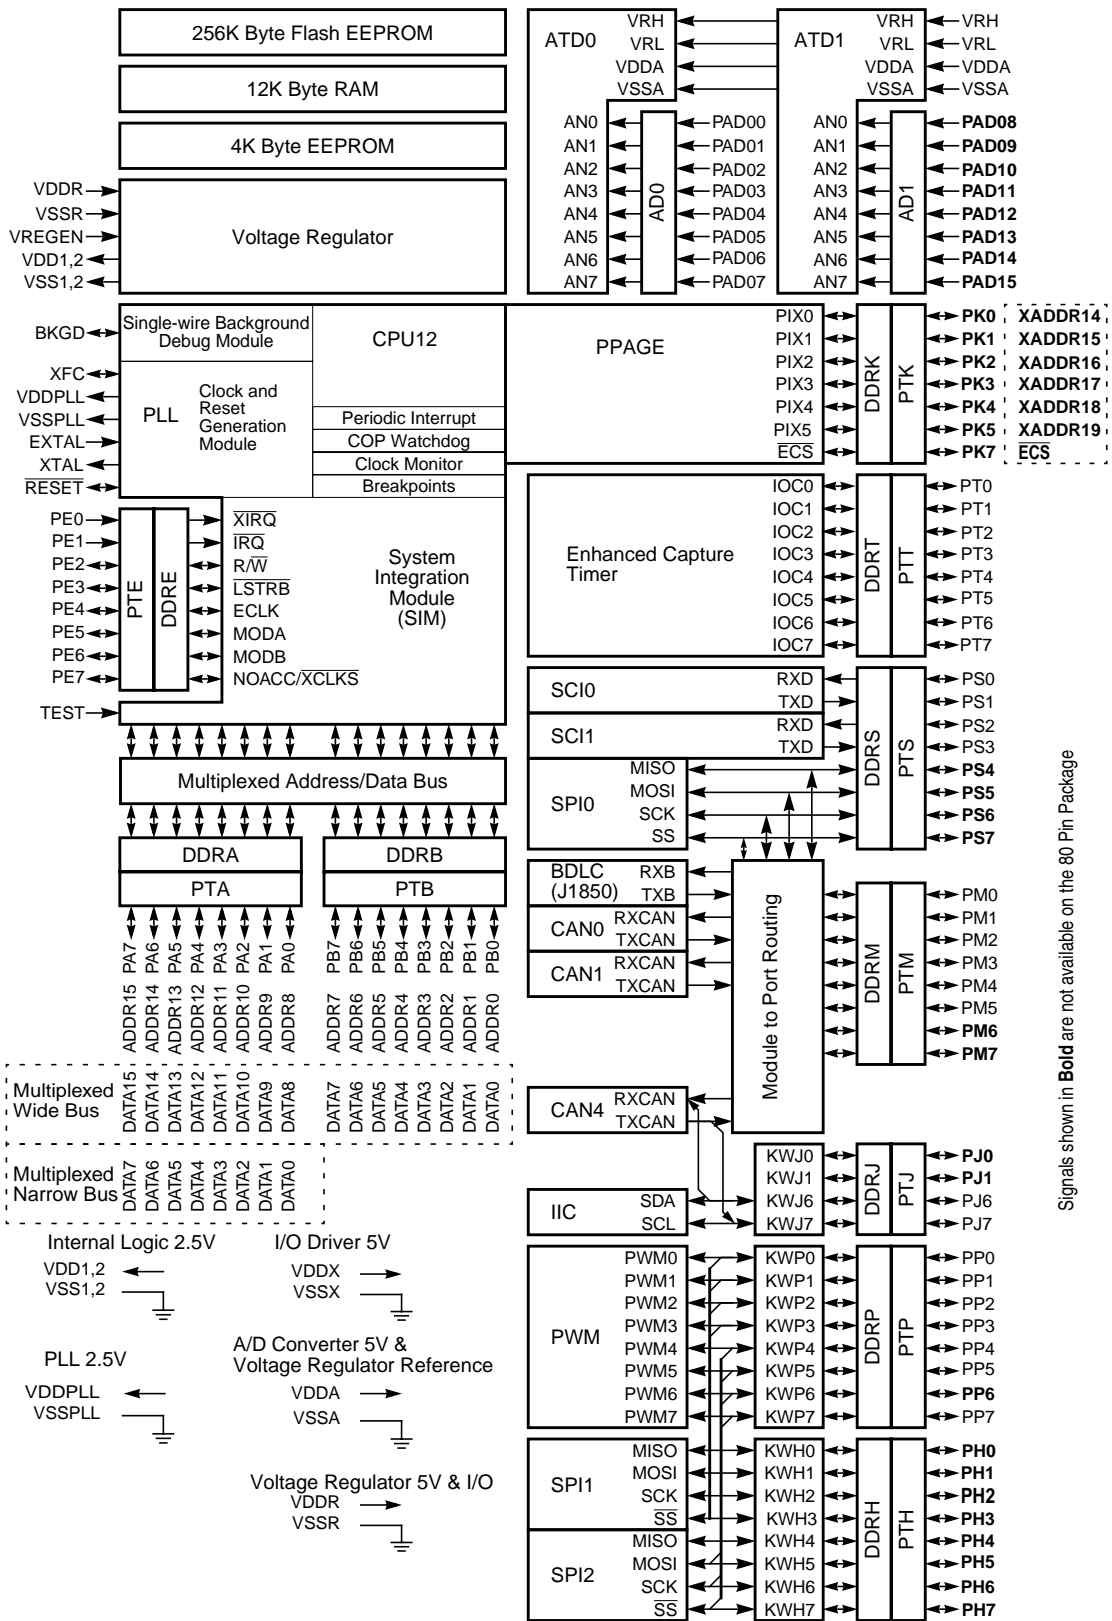 256K Byte Flash EEPROM
12K Byte RAM
4K Byte EEPROM
VDDR
VSSR
VREGEN
VDD1,2
VSS1,2
Voltage Regulator
ATD0
VRH
VRL
VDDA
VSSA
AN0
AN1
AN2
AN3
AN4
AN5
AN6
AN7
AD0
PAD00
PAD01
PAD02
PAD03
PAD04
PAD05
PAD06
PAD07
ATD1
VRH
VRL
VDDA
VSSA
VRH
VRL
VDDA
VSSA
AN0
AN1
AN2
AN3
AN4
AN5
AN6
AN7
AD1
PAD08
PAD09
PAD10
PAD11
PAD12
PAD13
PAD14
PAD15
BKGD
XFC
VDDPLL
VSSPLL
EXTAL
XTAL
RESET
Single-wire Background
Debug Module
CPU12
PLL
Clock and
Reset
Generation
Module
Periodic Interrupt
COP Watchdog
Clock Monitor
Breakpoints
PPAGE
PIX0
PIX1
PIX2
PIX3
PIX4
PIX5
ECS
DDRK
PTK
PK0 XADDR14
PK1 XADDR15
PK2 XADDR16
PK3 XADDR17
PK4 XADDR18
PK5 XADDR19
PK7 ECS
PE0
PE1
PE2
PE3
PE4
PE5
PE6
PE7
TEST
PTE
DDRE
XIRQ
IRQ
R/W
LSTRB
ECLK
MODA
MODB
NOACC/XCLKS
System
Integration
Module
(SIM)
Enhanced Capture
Timer
IOC0
IOC1
IOC2
IOC3
IOC4
IOC5
IOC6
IOC7
DDRT
PTT
PT0
PT1
PT2
PT3
PT4
PT5
PT6
PT7
SCI0
RXD
TXD
SCI1
RXD
TXD
SPI0
MISO
MOSI
SCK
SS
DDRS
PTS
PS0
PS1
PS2
PS3
PS4
PS5
PS6
PS7
Multiplexed Address/Data Bus
DDRA
PTA
DDRB
PTB
PA7
PA6
PA5
PA4
PA3
PA2
PA1
PA0
PB7
PB6
PB5
PB4
PB3
PB2
PB1
PB0
ADDR15
ADDR14
ADDR13
ADDR12
ADDR11
ADDR10
ADDR9
ADDR8
ADDR7
ADDR6
ADDR5
ADDR4
ADDR3
ADDR2
ADDR1
ADDR0
Multiplexed
Wide Bus
DATA15
DATA14
DATA13
DATA12
DATA11
DATA10
DATA9
DATA8
DATA7
DATA6
DATA5
DATA4
DATA3
DATA2
DATA1
DATA0
Multiplexed
Narrow Bus
DATA7
DATA6
DATA5
DATA4
DATA3
DATA2
DATA1
DATA0
BDLC
(J1850)
RXB
TXB
CAN0
RXCAN
TXCAN
CAN1
RXCAN
TXCAN
CAN4
RXCAN
TXCAN
Module to Port Routing
DDRM
PTM
PM0
PM1
PM2
PM3
PM4
PM5
PM6
PM7
IIC
SDA
SCL
KWJ0
KWJ1
KWJ6
KWJ7
DDRJ
PTJ
PJ0
PJ1
PJ6
PJ7
Internal Logic 2.5V
VDD1,2
VSS1,2
I/O Driver 5V
VDDX
VSSX
PLL 2.5V
VDDPLL
VSSPLL
A/D Converter 5V &
Voltage Regulator Reference
VDDA
VSSA
Voltage Regulator 5V & I/O
VDDR
VSSR
PWM
PWM0
PWM1
PWM2
PWM3
PWM4
PWM5
PWM6
PWM7
KWP0
KWP1
KWP2
KWP3
KWP4
KWP5
KWP6
KWP7
DDRP
PTP
PP0
PP1
PP2
PP3
PP4
PP5
PP6
PP7
SPI1
MISO
MOSI
SCK
SS
SPI2
MISO
MOSI
SCK
SS
KWH0
KWH1
KWH2
KWH3
KWH4
KWH5
KWH6
KWH7
DDRH
PTH
PH0
PH1
PH2
PH3
PH4
PH5
PH6
PH7
Signals shown in Bold are not available on the 80 Pin Package